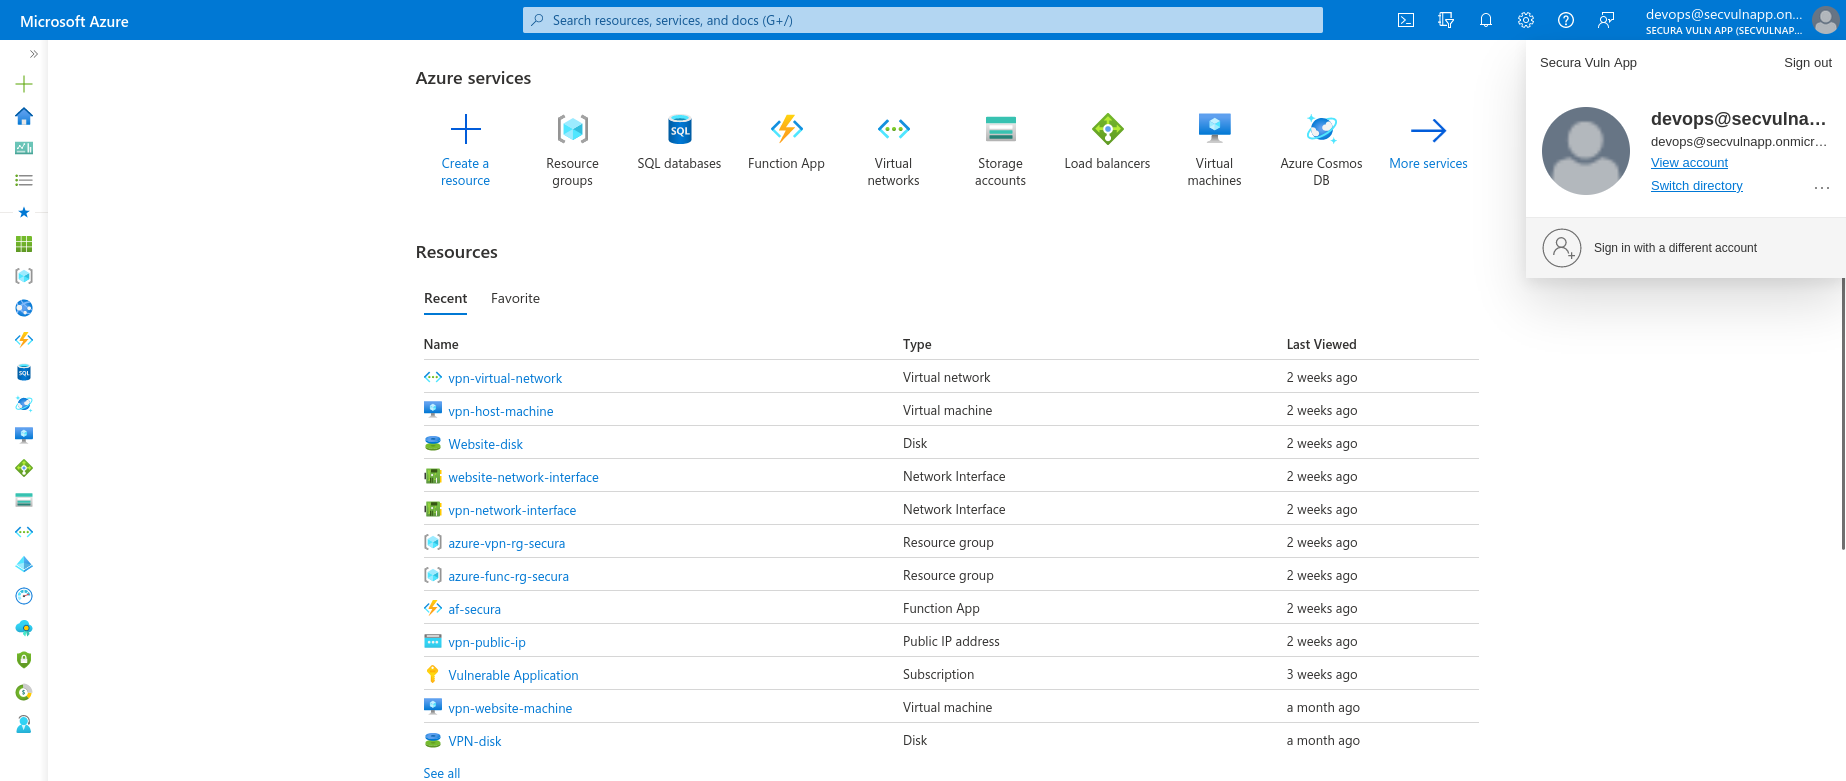 Microsoft Azure
Search resources, services, and docs (G+/)
devops@secvulnapp.on...
SECURA VULN APP (SECVULNAP...
Secura Vuln App
Sign out
devops@secvulna...
devops@secvulnapp.onmicr...
View account
Switch directory
...
Sign in with a different account
Azure services
Create a resource
Resource groups
SQL databases
Function App
Virtual networks
Storage accounts
Load balancers
Virtual machines
Azure Cosmos DB
More services
Resources
Recent Favorite
Name Type Last Viewed
vpn-virtual-network Virtual network 2 weeks ago
vpn-host-machine Virtual machine 2 weeks ago
Website-disk Disk 2 weeks ago
website-network-interface Network Interface 2 weeks ago
vpn-network-interface Network Interface 2 weeks ago
azure-vpn-rg-secura Resource group 2 weeks ago
azure-func-rg-secura Resource group 2 weeks ago
af-secura Function App 2 weeks ago
vpn-public-ip Public IP address 2 weeks ago
Vulnerable Application Subscription 3 weeks ago
vpn-website-machine Virtual machine a month ago
VPN-disk Disk a month ago
See all